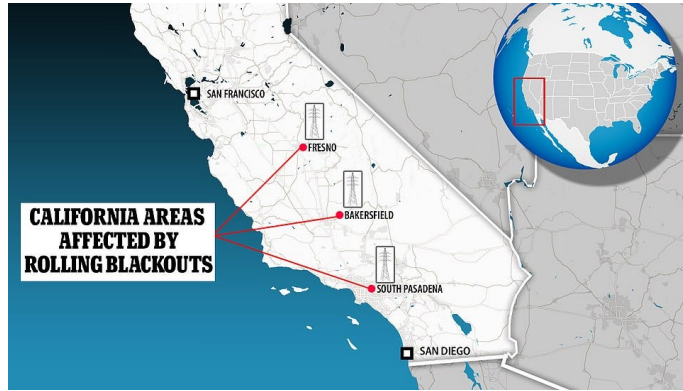 SAN FRANCISCO
FRESNO
BAKERSFIELD
CALIFORNIA AREAS
AFFECTED BY
ROLLING BLACKOUTS
SOUTH PASADENA
SAN DIEGO